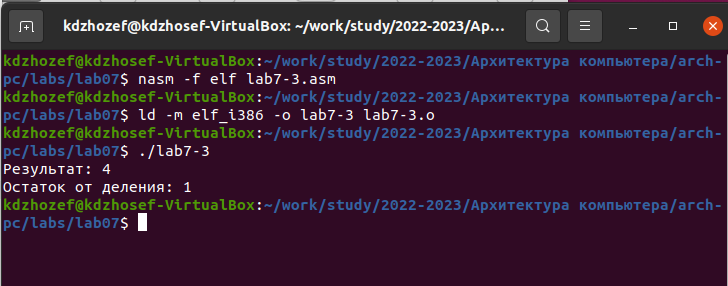 kdzhozef@kdzhosef-VirtualBox: ~/work/study/2022-2023/Ар...
kdzhozef@kdzhosef-VirtualBox:~/work/study/2022-2023/Архитектура компьютера/arch-
pc/labs/lab07$ nasm -f elf lab7-3.asm
kdzhozef@kdzhosef-VirtualBox:~/work/study/2022-2023/Архитектура компьютера/arch-
pc/labs/lab07$ ld -m elf_i386 -o lab7-3 lab7-3.o
kdzhozef@kdzhosef-VirtualBox:~/work/study/2022-2023/Архитектура компьютера/arch-
pc/labs/lab07$ ./lab7-3
Результат: 4
Остаток от деления: 1
kdzhozef@kdzhosef-VirtualBox:~/work/study/2022-2023/Архитектура компьютера/arch-
pc/labs/lab07$